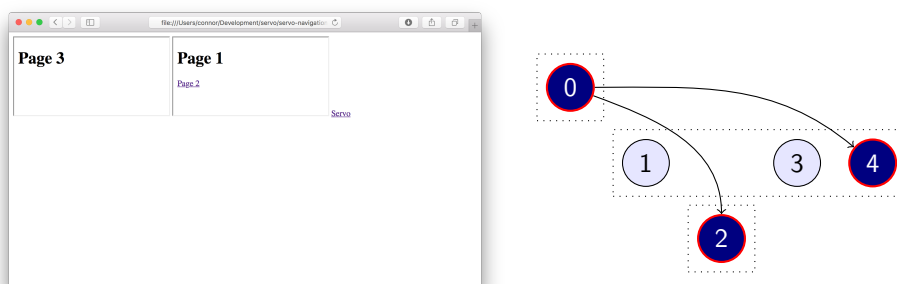 file:///Users/connor/Development/servo/servo-navigation
Page 3
Page 1
Page 2
Servo
0
1
3
4
2